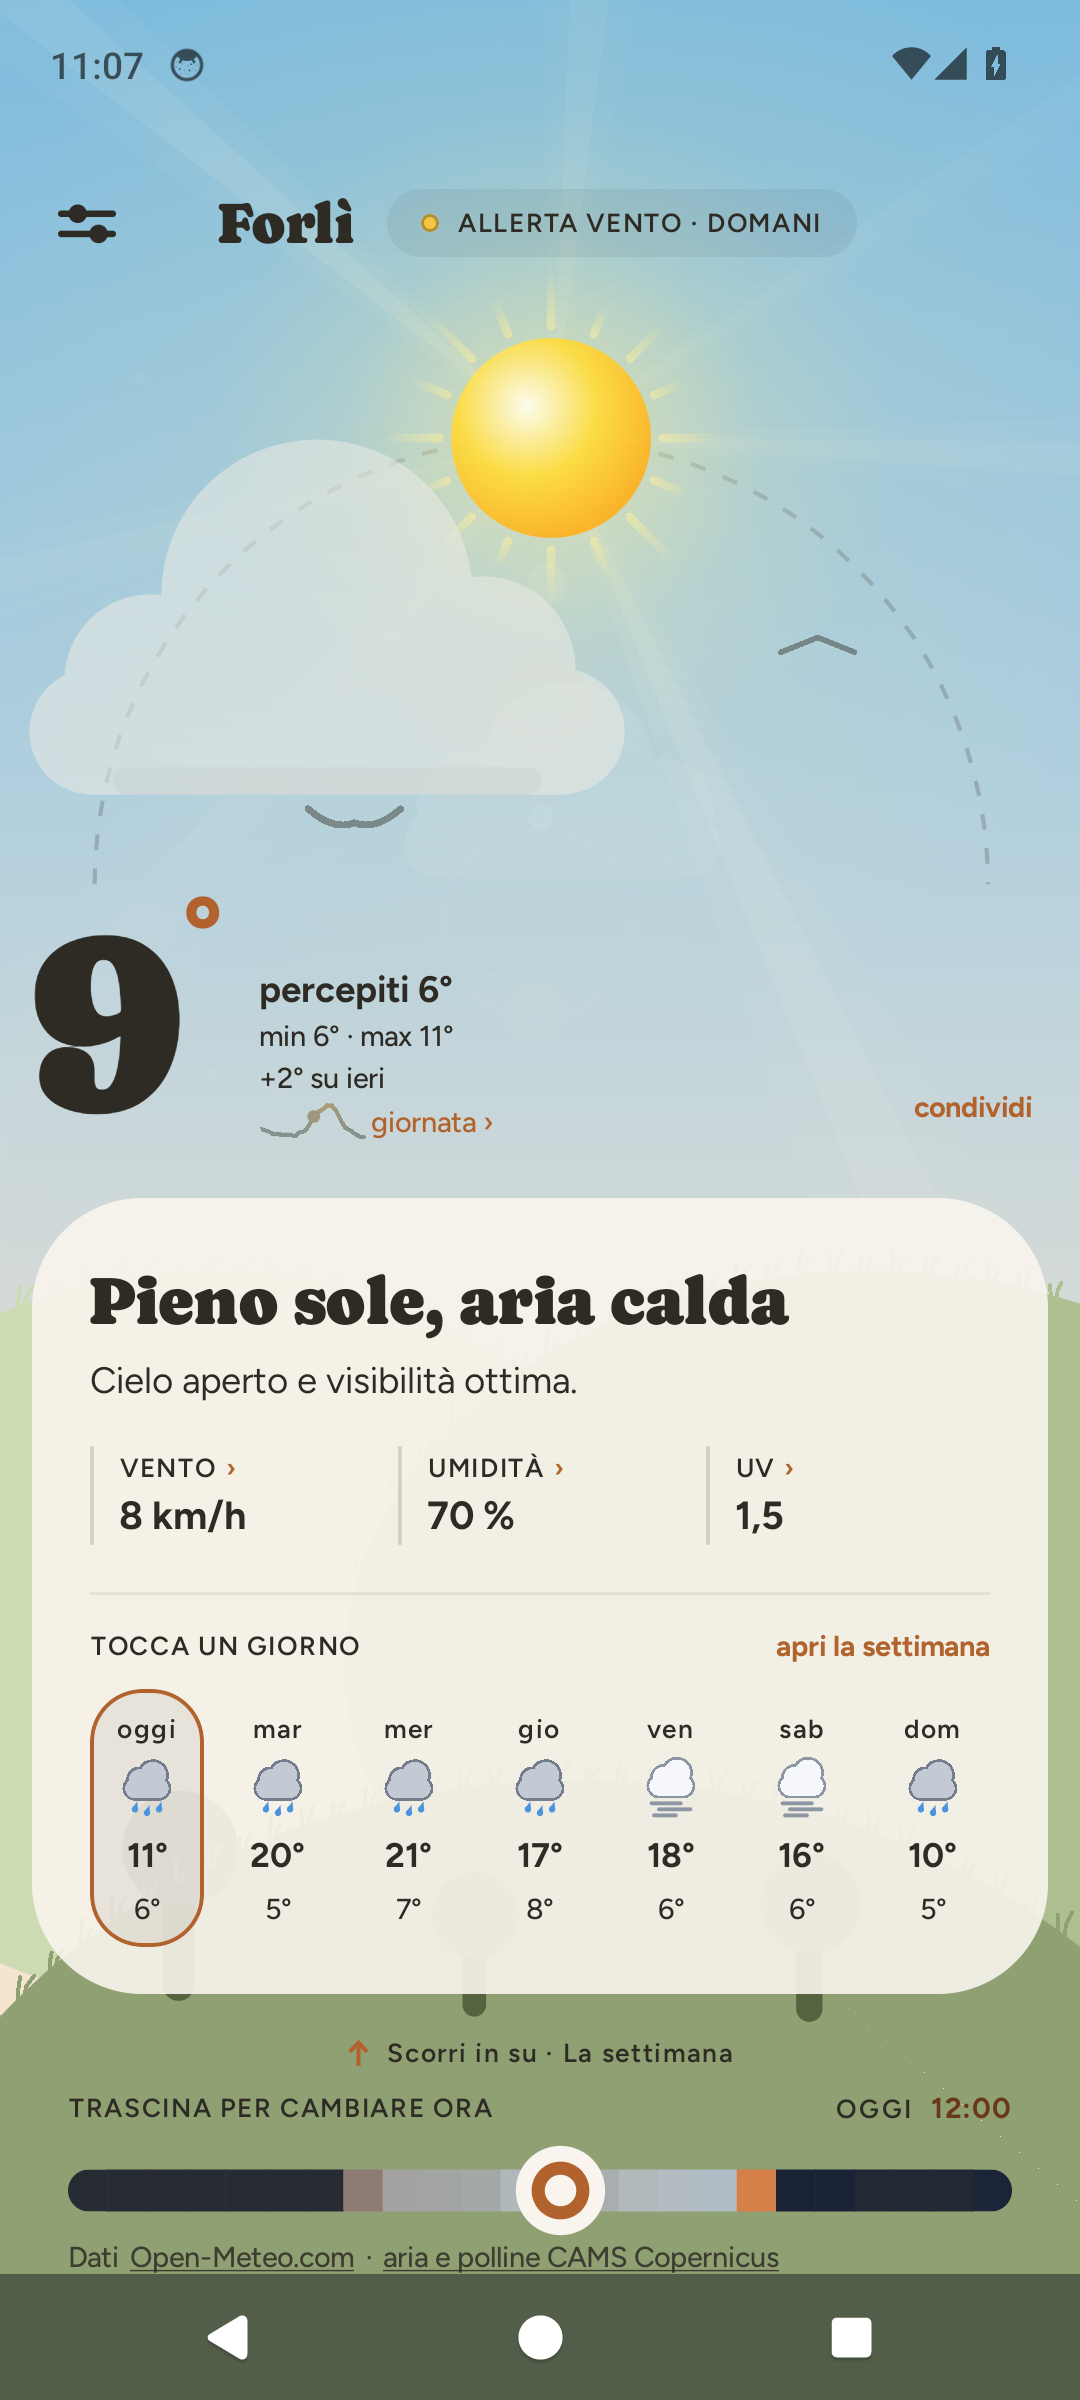 11:07
Forlì
ALLERTA VENTO · DOMANI
9°
percepiti 6°
min 6° · max 11°
+2° su ieri
giornata ›
condividi
Pieno sole, aria calda
Cielo aperto e visibilità ottima.
VENTO › UMIDITÀ › UV ›
8 km/h 70 % 1,5
TOCCA UN GIORNO apri la settimana
oggi mar mer gio ven sab dom
11° 20° 21° 17° 18° 16° 10°
6° 5° 7° 8° 6° 6° 5°
↑ Scorri in su · La settimana
TRASCINA PER CAMBIARE ORA OGGI 12:00
Dati Open-Meteo.com · aria e polline CAMS Copernicus